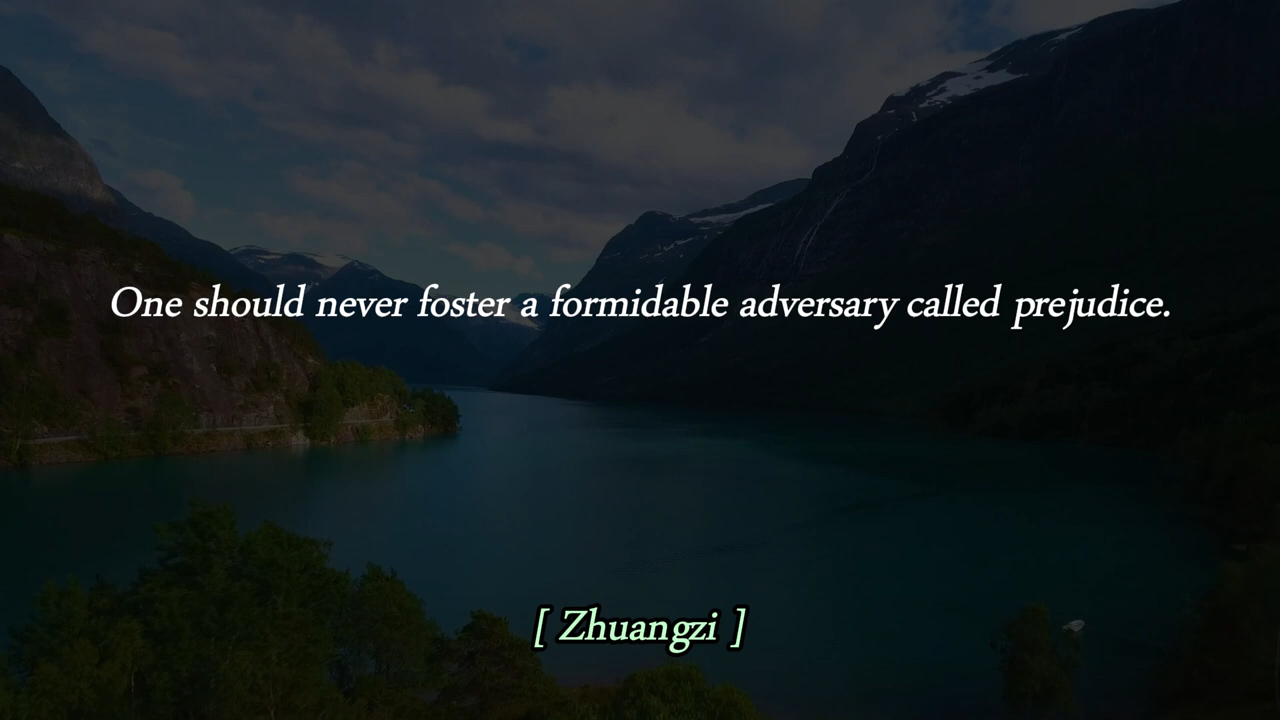 One should never foster a formidable adversary called prejudice.
[ Zhuangzi ]